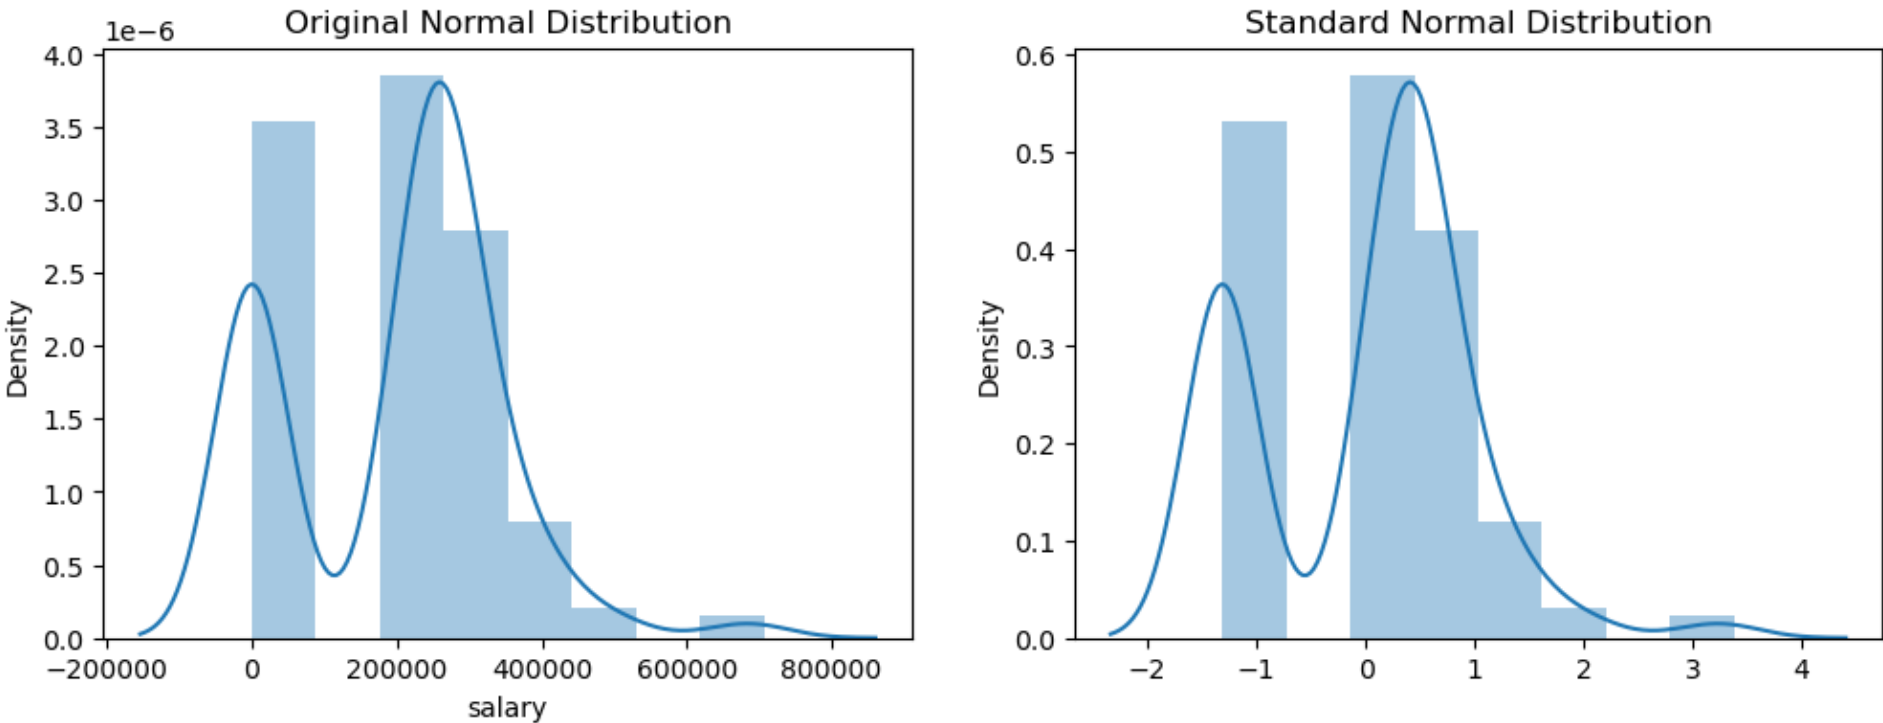 Original Normal Distribution
1e−6
4.0
3.5
3.0
2.5
2.0
1.5
1.0
0.5
0.0
Density
−200000 0 200000 400000 600000 800000
salary
Standard Normal Distribution
0.6
0.5
0.4
0.3
0.2
0.1
0.0
Density
−2 −1 0 1 2 3 4